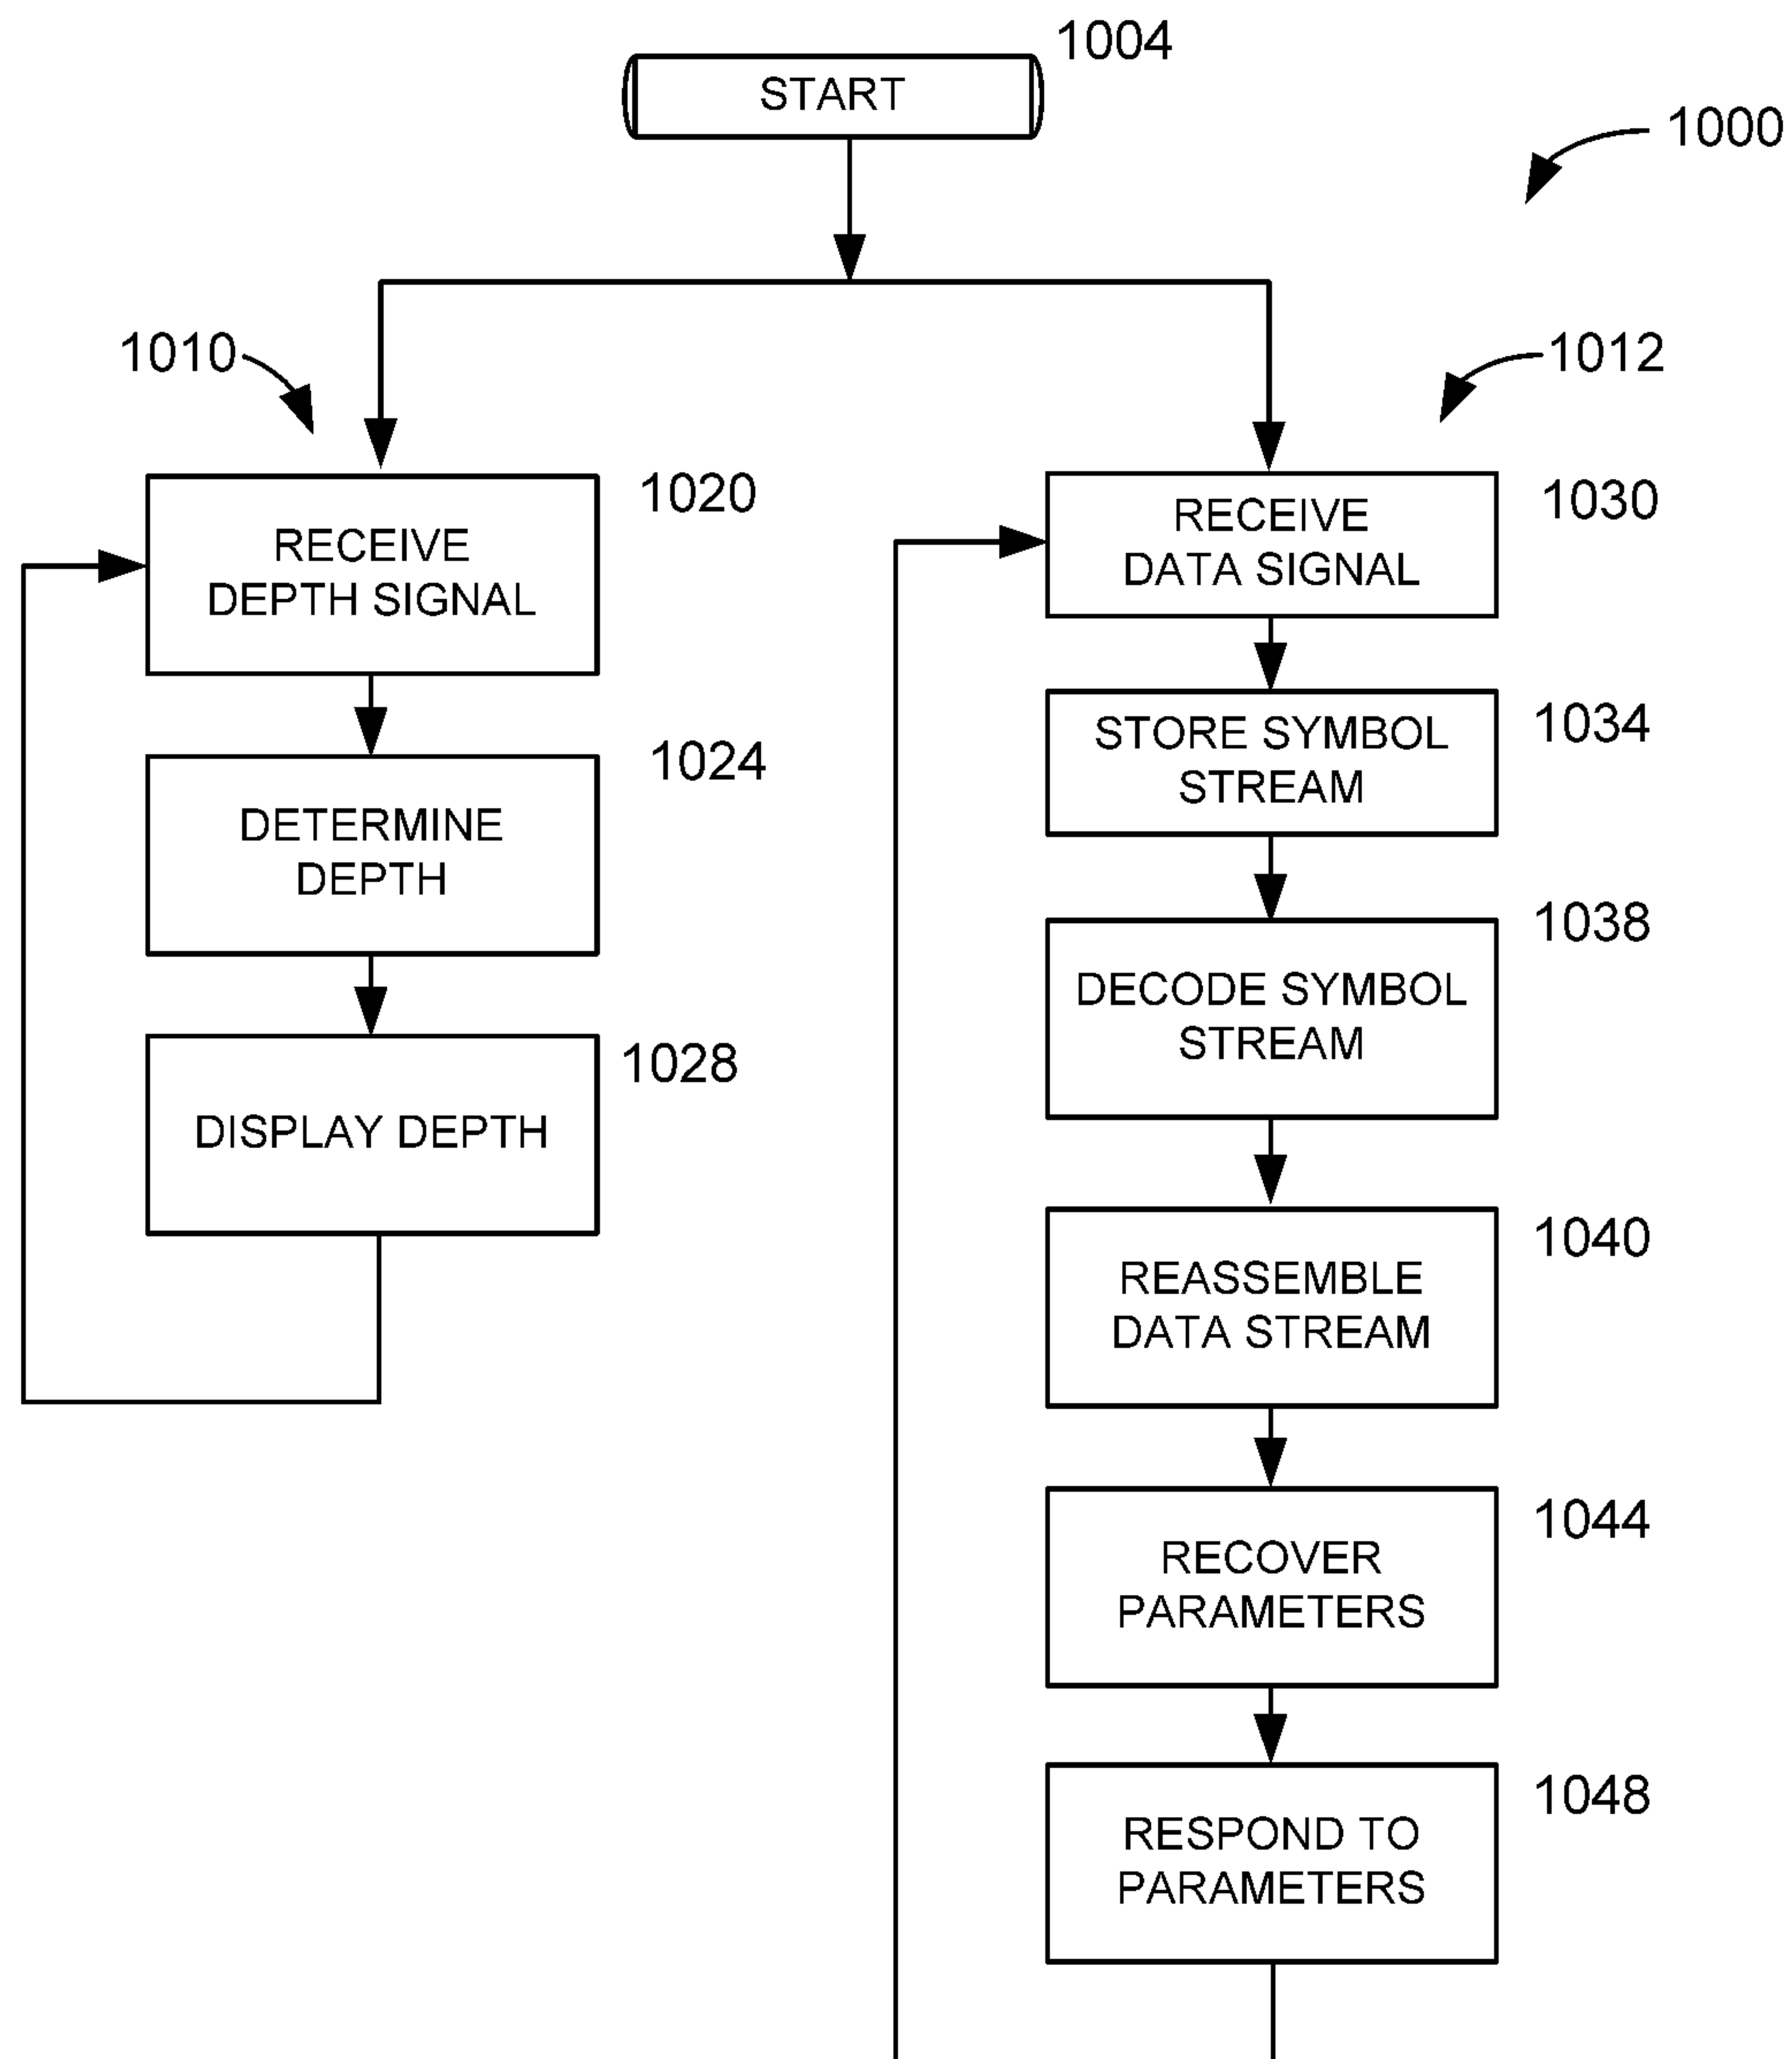 1004
START
1000
1010
1012
1020
RECEIVE
DEPTH SIGNAL
1024
DETERMINE
DEPTH
1028
DISPLAY DEPTH
1030
RECEIVE
DATA SIGNAL
1034
STORE SYMBOL
STREAM
1038
DECODE SYMBOL
STREAM
1040
REASSEMBLE
DATA STREAM
1044
RECOVER
PARAMETERS
1048
RESPOND TO
PARAMETERS